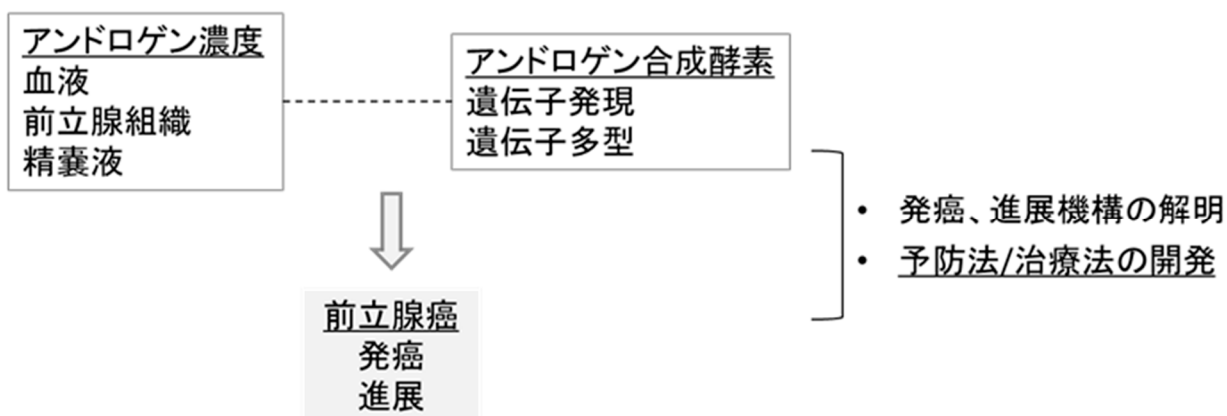 アンドロゲン濃度
血液
前立腺組織
精嚢液
アンドロゲン合成酵素
遺伝子発現
遺伝子多型
• 発癌、進展機構の解明
• 予防法/治療法の開発
前立腺癌
発癌
進展